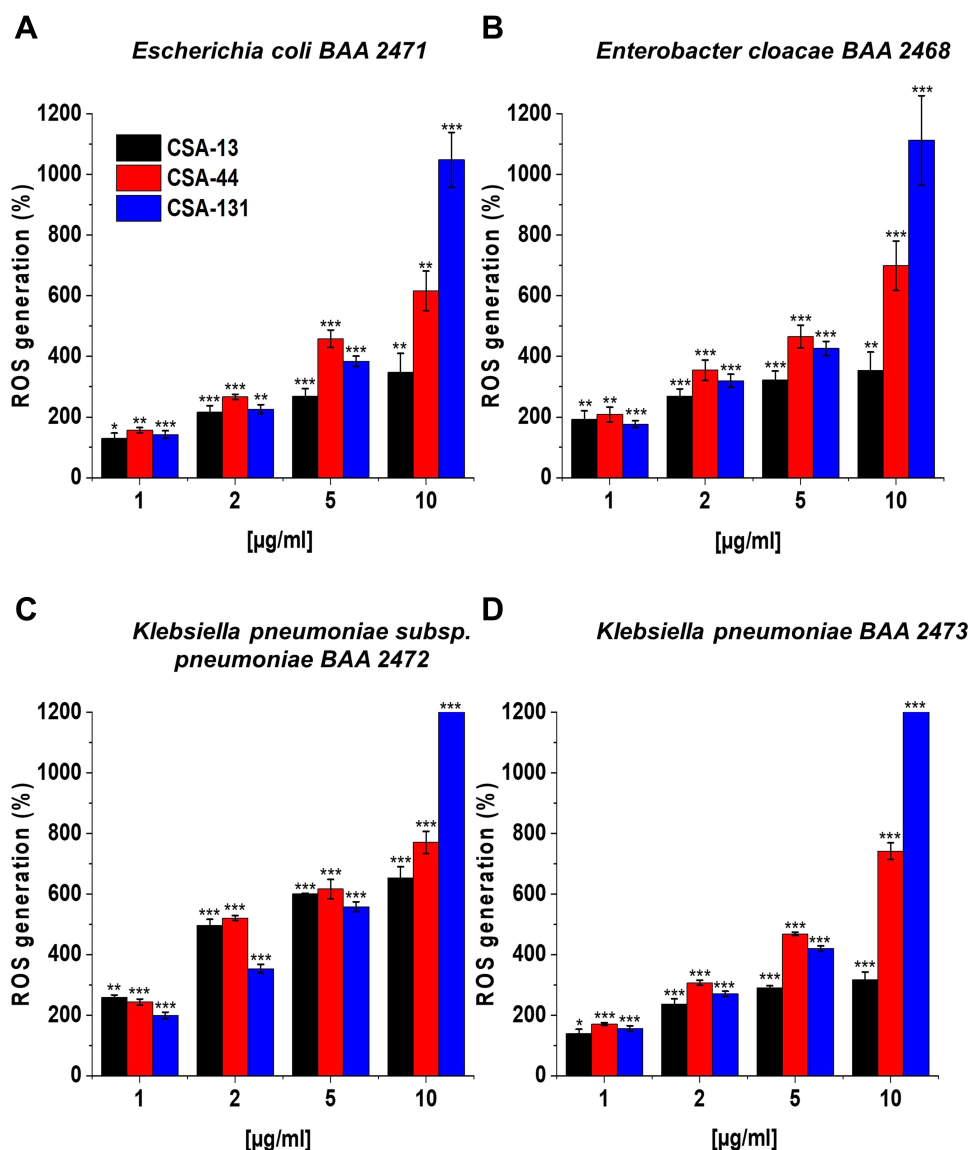 A
Escherichia coli BAA 2471
ROS generation (%)
1200
1000
800
600
400
200
0
CSA-13
CSA-44
CSA-131
* ** ***
*** *** **
*** *** ***
** ** ***
1 2 5 10
[µg/ml]
B
Enterobacter cloacae BAA 2468
ROS generation (%)
1200
1000
800
600
400
200
0
** ** ***
*** *** ***
*** *** ***
** *** ***
1 2 5 10
[µg/ml]
C
Klebsiella pneumoniae subsp.
pneumoniae BAA 2472
ROS generation (%)
1200
1000
800
600
400
200
0
** *** ***
*** *** ***
*** *** ***
*** *** ***
1 2 5 10
[µg/ml]
D
Klebsiella pneumoniae BAA 2473
ROS generation (%)
1200
1000
800
600
400
200
0
* *** ***
*** *** ***
*** *** ***
*** *** ***
1 2 5 10
[µg/ml]